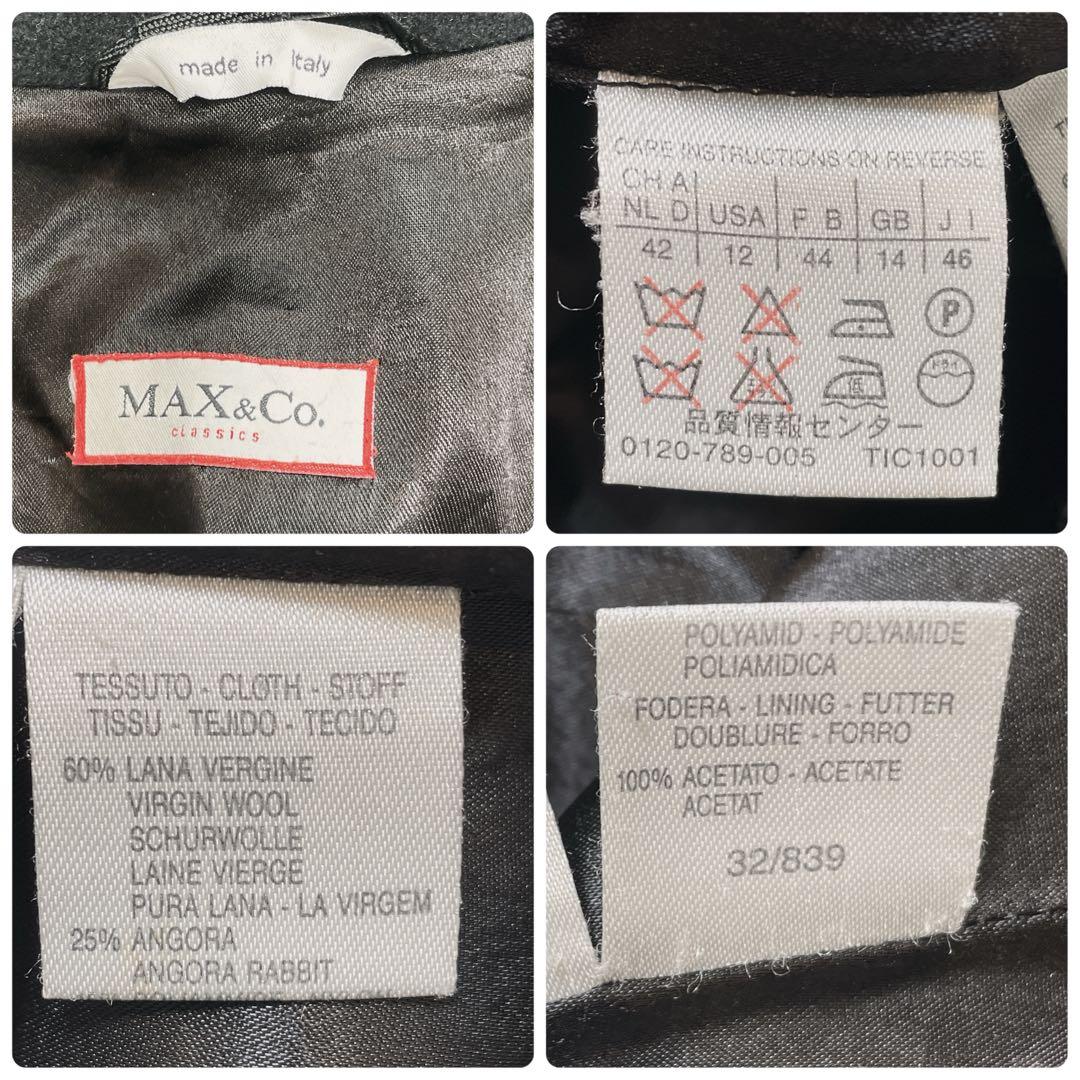 made in Italy
MAX&Co.
classics
CARE INSTRUCTIONS ON REVERSE
CH A
NL D USA F B GB J I
42 12 44 14 46
P
低
品質情報センター
0120-789-005 TIC1001
TESSUTO - CLOTH - STOFF
TISSU - TEJIDO - TECIDO
60% LANA VERGINE
VIRGIN WOOL
SCHURWOLLE
LAINE VIERGE
PURA LANA - LA VIRGEM
25% ANGORA
ANGORA RABBIT
POLYAMID - POLYAMIDE
POLIAMIDICA
FODERA - LINING - FUTTER
DOUBLURE - FORRO
100% ACETATO - ACETATE
ACETAT
32/839